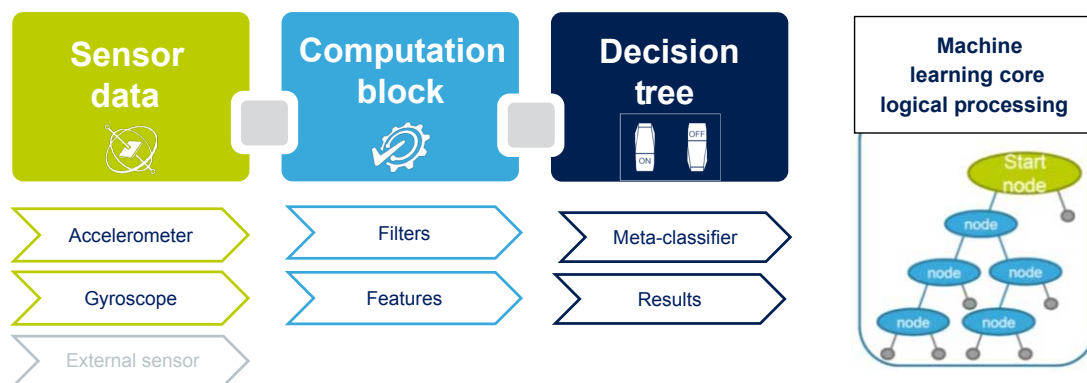 Sensor
data
Computation
block
Decision
tree
ON
OFF
Accelerometer
Gyroscope
External sensor
Filters
Features
Meta-classifier
Results
Machine
learning core
logical processing
Start
node
node
node
node
node
node